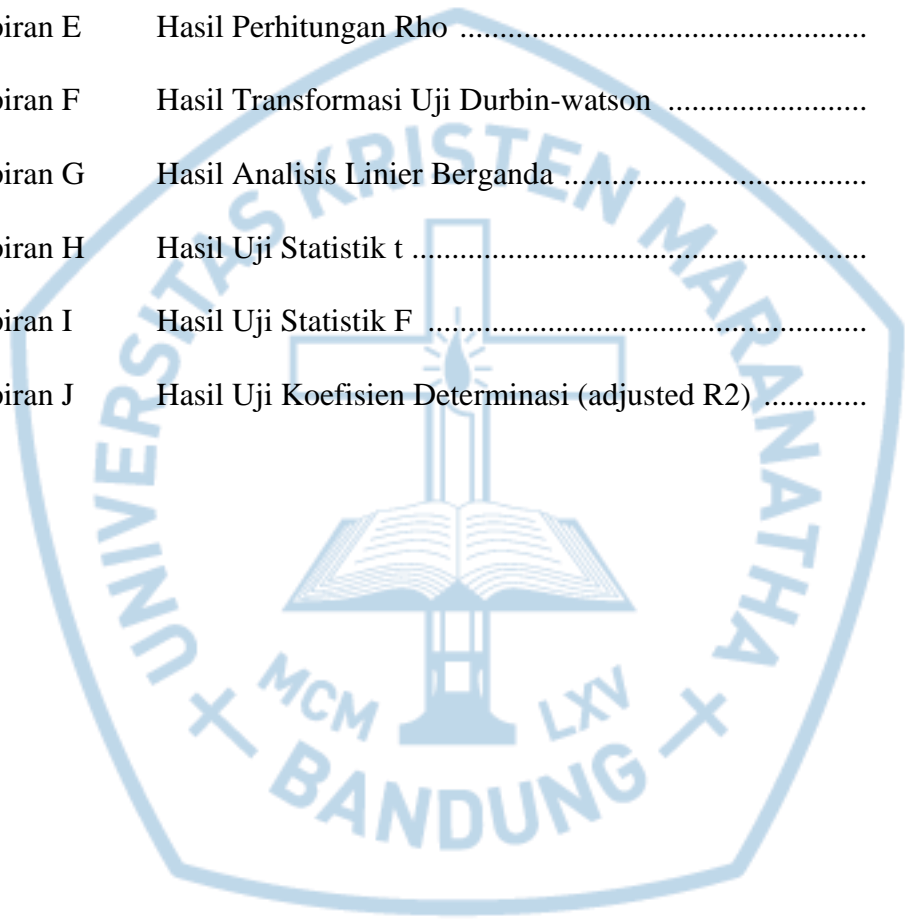 piran E Hasil Perhitungan Rho ..................................................
piran F Hasil Transformasi Uji Durbin-watson .........................
piran G Hasil Analisis Linier Berganda ......................................
piran H Hasil Uji Statistik t .........................................................
piran I Hasil Uji Statistik F .......................................................
piran J Hasil Uji Koefisien Determinasi (adjusted R2) .............
UNIVERSITAS KRISTEN MARANATHA
MCM LXV
BANDUNG